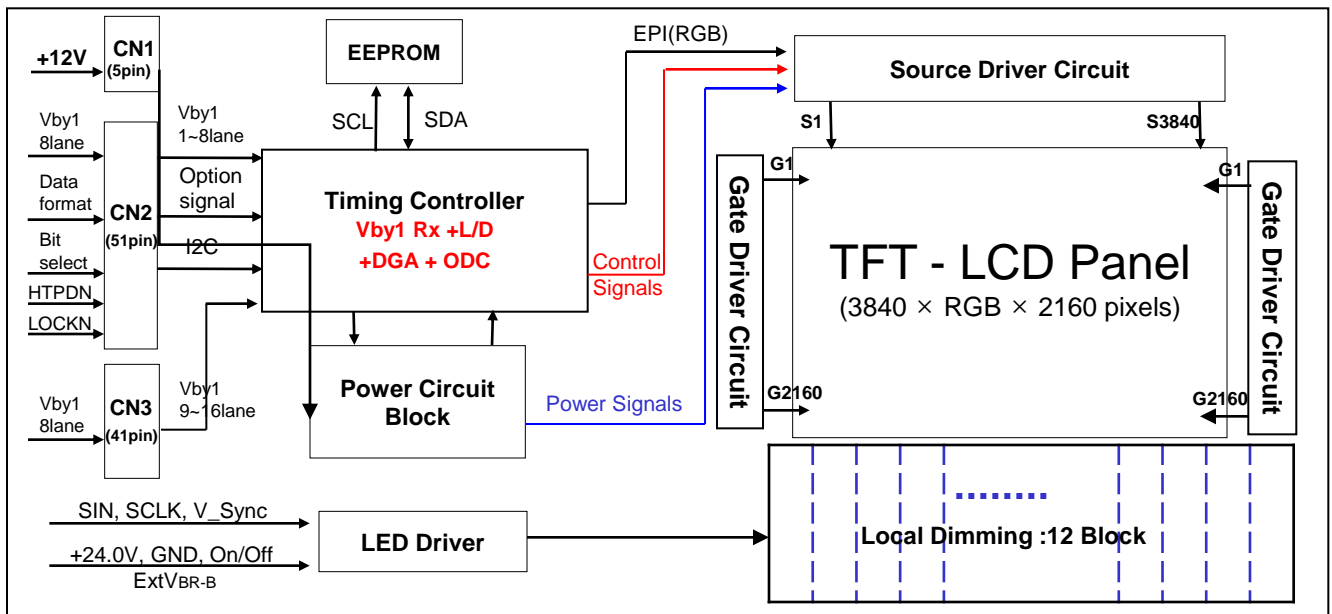 +12V
CN1
(5pin)
EEPROM
EPI(RGB)
Source Driver Circuit
Vby1
8lane
Vby1
1~8lane
SCL
SDA
S1
S3840
Data
format
CN2
(51pin)
Option
signal
I2C
Timing Controller
Vby1 Rx +L/D
+DGA + ODC
Bit
select
HTPDN
LOCKN
Control
Signals
Gate Driver Circuit
G1
G2160
TFT - LCD Panel
(3840 × RGB × 2160 pixels)
G1
G2160
Gate Driver Circuit
Vby1
8lane
CN3
(41pin)
Vby1
9~16lane
Power Circuit
Block
Power Signals
SIN, SCLK, V_Sync
+24.0V, GND, On/Off
ExtVBR-B
LED Driver
Local Dimming :12 Block